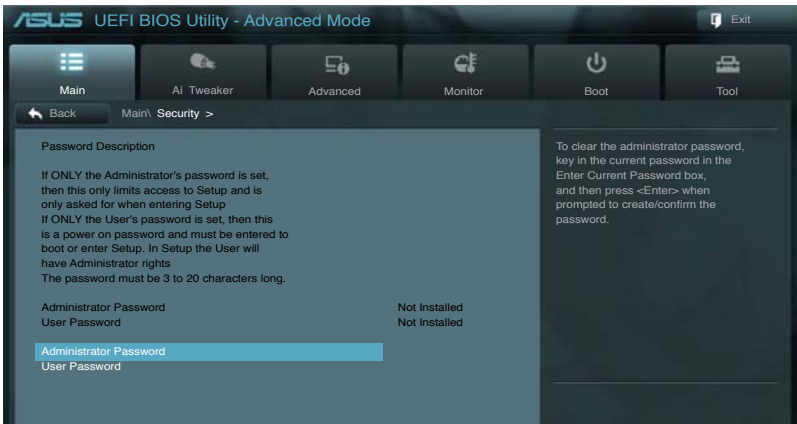 ASUS UEFI BIOS Utility - Advanced Mode
Exit
Main
Ai Tweaker
Advanced
Monitor
Boot
Tool
Back
Main\ Security >
Password Description
If ONLY the Administrator's password is set,
then this only limits access to Setup and is
only asked for when entering Setup
If ONLY the User's password is set, then this
is a power on password and must be entered to
boot or enter Setup. In Setup the User will
have Administrator rights
The password must be 3 to 20 characters long.
Administrator Password Not Installed
User Password Not Installed
Administrator Password
User Password
To clear the administrator password,
key in the current password in the
Enter Current Password box,
and then press <Enter> when
prompted to create/confirm the
password.